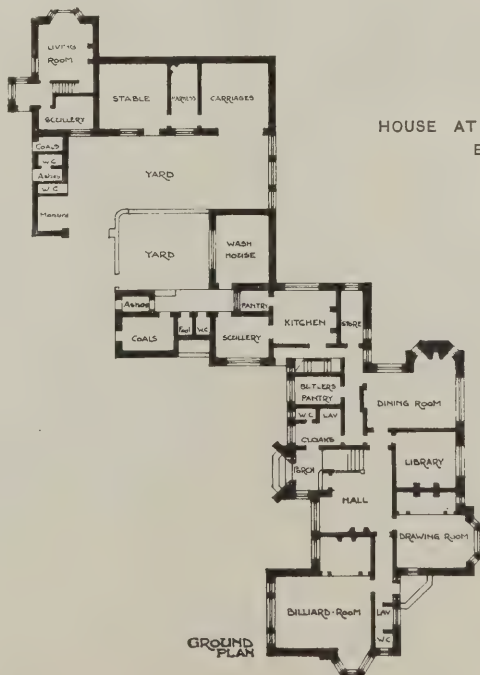 HOUSE AT
E
LIVING
ROOM
STABLE
HARNESS
CARRIAGES
SCULLERY
COALS
W.C
Ashes
W.C
Manure
YARD
YARD
WASH
HOUSE
Ashes
PANTRY
KITCHEN
STORE
COALS
W.C
SCULLERY
BUTLERS
PANTRY
DINING ROOM
W.C
LAV
CLOAKS
LIBRARY
PORCH
HALL
DRAWING ROOM
BILLIARD·ROOM
LAV
W.C
GROUND
PLAN